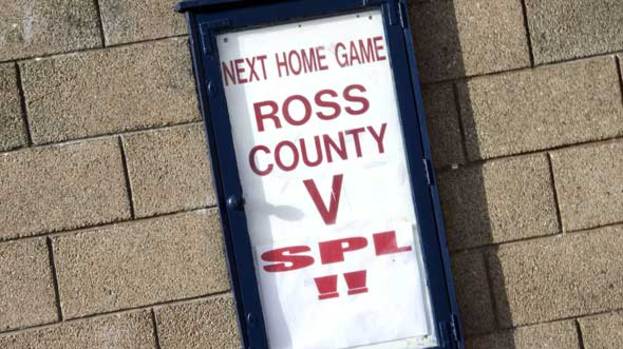 NEXT HOME GAME
ROSS
COUNTY
V
SPL
!!